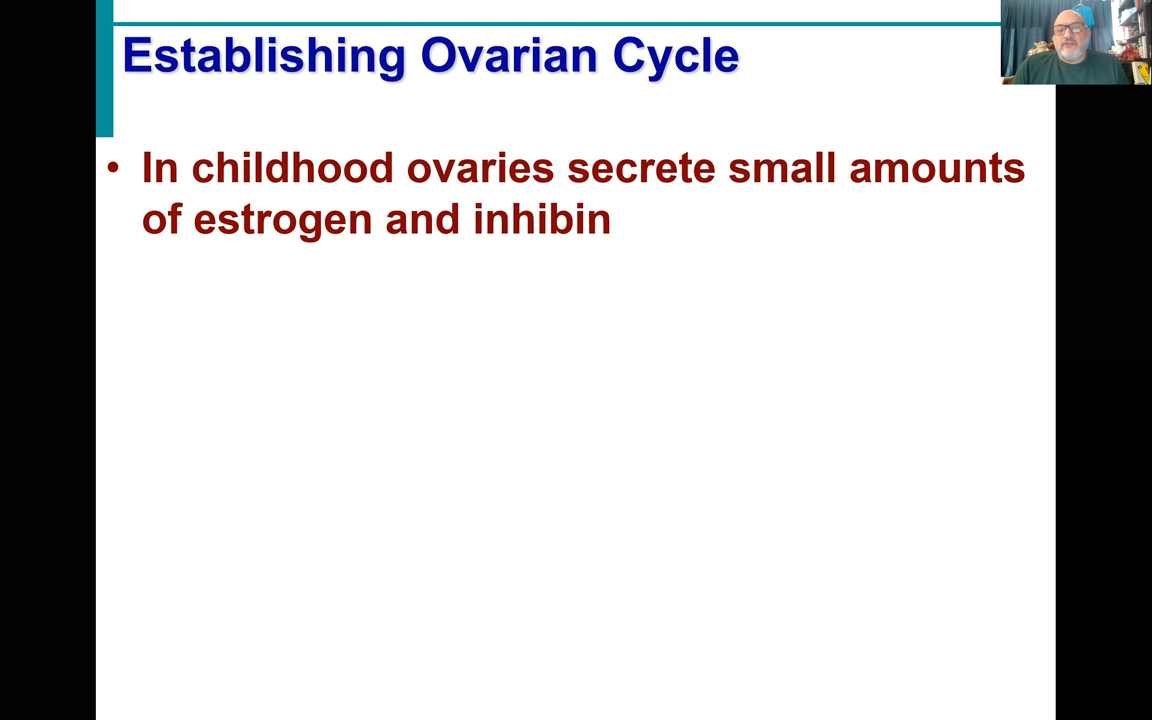 Establishing Ovarian Cycle
• In childhood ovaries secrete small amounts
of estrogen and inhibin